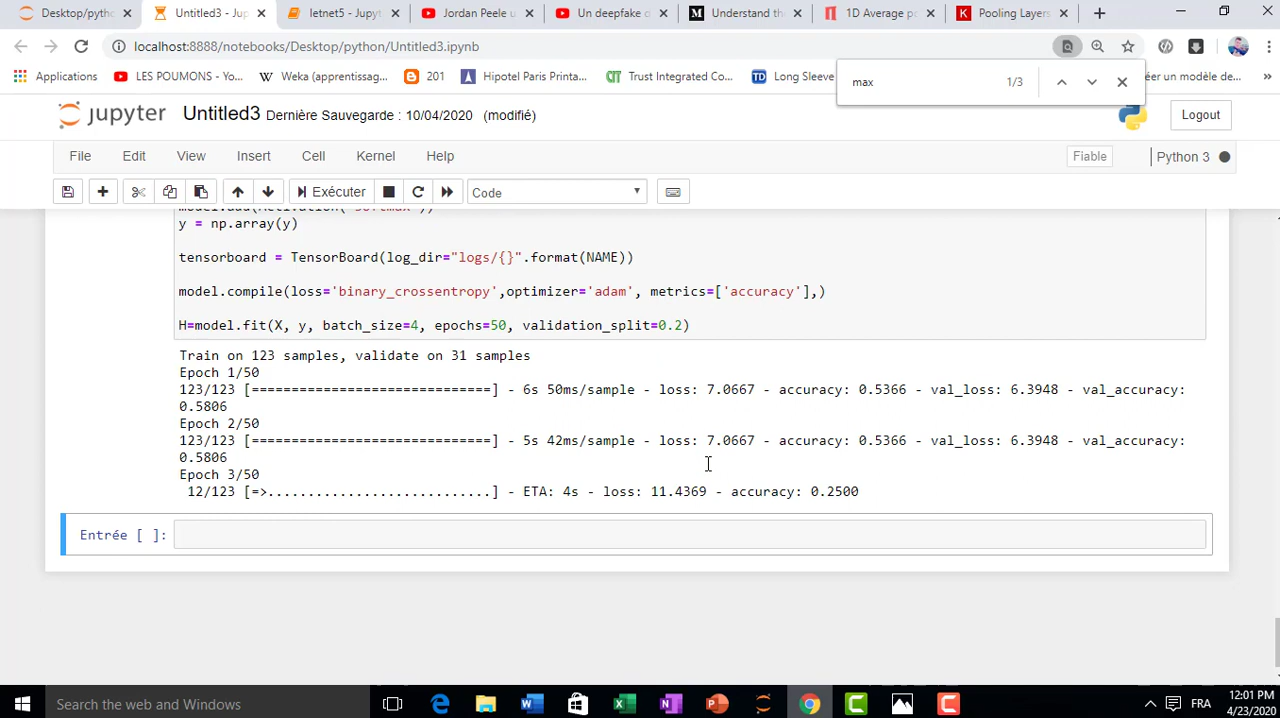 Desktop/pytho
Untitled3 - Jup
letnet5 - Jupyt
Jordan Peele u
Un deepfake d
Understand the
1D Average po
Pooling Layers
localhost:8888/notebooks/Desktop/python/Untitled3.ipynb
Applications
LES POUMONS - Yo...
Weka (apprentissag...
201
Hipotel Paris Printa...
Trust Integrated Co...
Long Sleeve
er un modèle de...
»
max
1/3
jupyter
Untitled3
Dernière Sauvegarde : 10/04/2020 (modifié)
Logout
File
Edit
View
Insert
Cell
Kernel
Help
Fiable
Python 3
Exécuter
Code
model.add(Activation('softmax'))
y = np.array(y)
tensorboard = TensorBoard(log_dir="logs/{}".format(NAME))
model.compile(loss='binary_crossentropy',optimizer='adam', metrics=['accuracy'],)
H=model.fit(X, y, batch_size=4, epochs=50, validation_split=0.2)
Train on 123 samples, validate on 31 samples
Epoch 1/50
123/123 [==============================] - 6s 50ms/sample - loss: 7.0667 - accuracy: 0.5366 - val_loss: 6.3948 - val_accuracy:
0.5806
Epoch 2/50
123/123 [==============================] - 5s 42ms/sample - loss: 7.0667 - accuracy: 0.5366 - val_loss: 6.3948 - val_accuracy:
0.5806
Epoch 3/50
12/123 [=>............................] - ETA: 4s - loss: 11.4369 - accuracy: 0.2500
Entrée [ ]:
Search the web and Windows
FRA
12:01 PM
4/23/2020